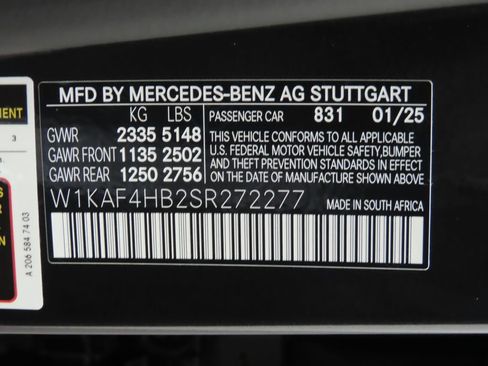 MFD BY MERCEDES-BENZ AG STUTTGART
KG LBS
GVWR 2335 5148
GAWR FRONT 1135 2502
GAWR REAR 1250 2756
PASSENGER CAR 831 01/25
THIS VEHICLE CONFORMS TO ALL APPLICABLE
U.S. FEDERAL MOTOR VEHICLE SAFETY,BUMPER
AND THEFT PREVENTION STANDARDS IN EFFECT
ON THE DATE OF MANUFACTURE SHOWN ABOVE
W1KAF4HB2SR272277
MADE IN SOUTH AFRICA
MENT
3
A 206 584 74 03